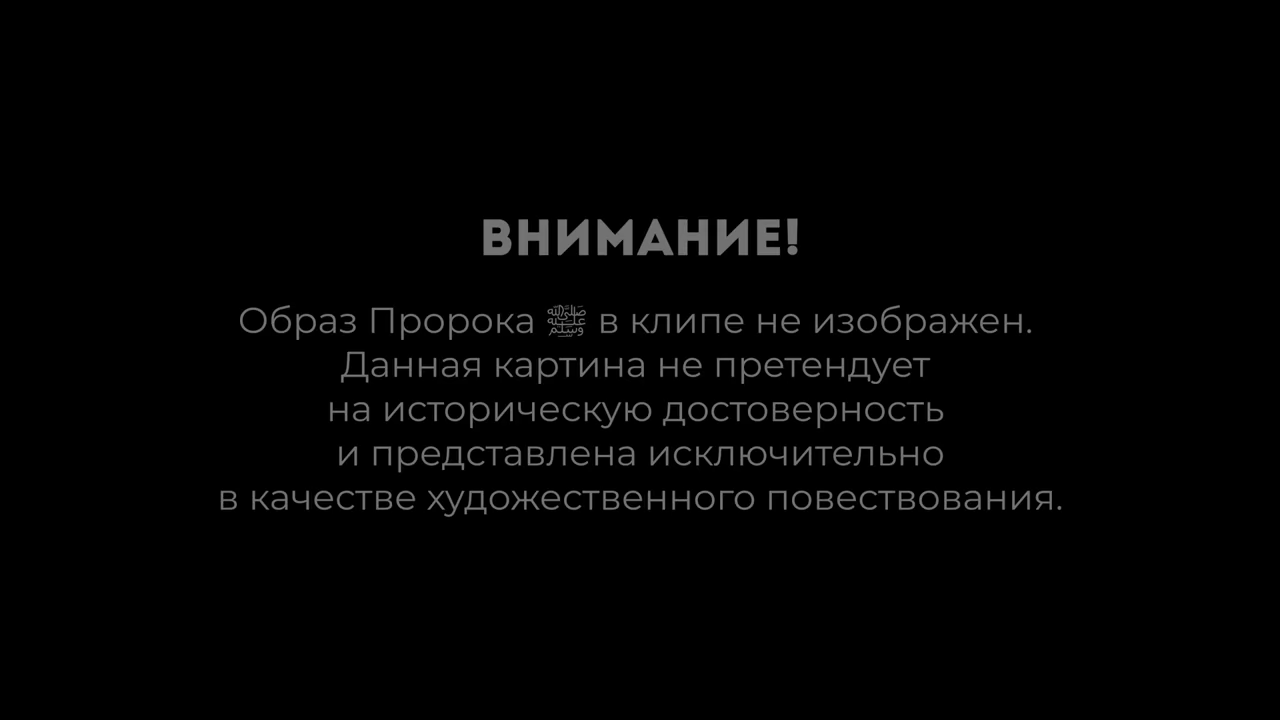 ВНИМАНИЕ!
Образ Пророка ﷺ в клипе не изображен.
Данная картина не претендует
на историческую достоверность
и представлена исключительно
в качестве художественного повествования.